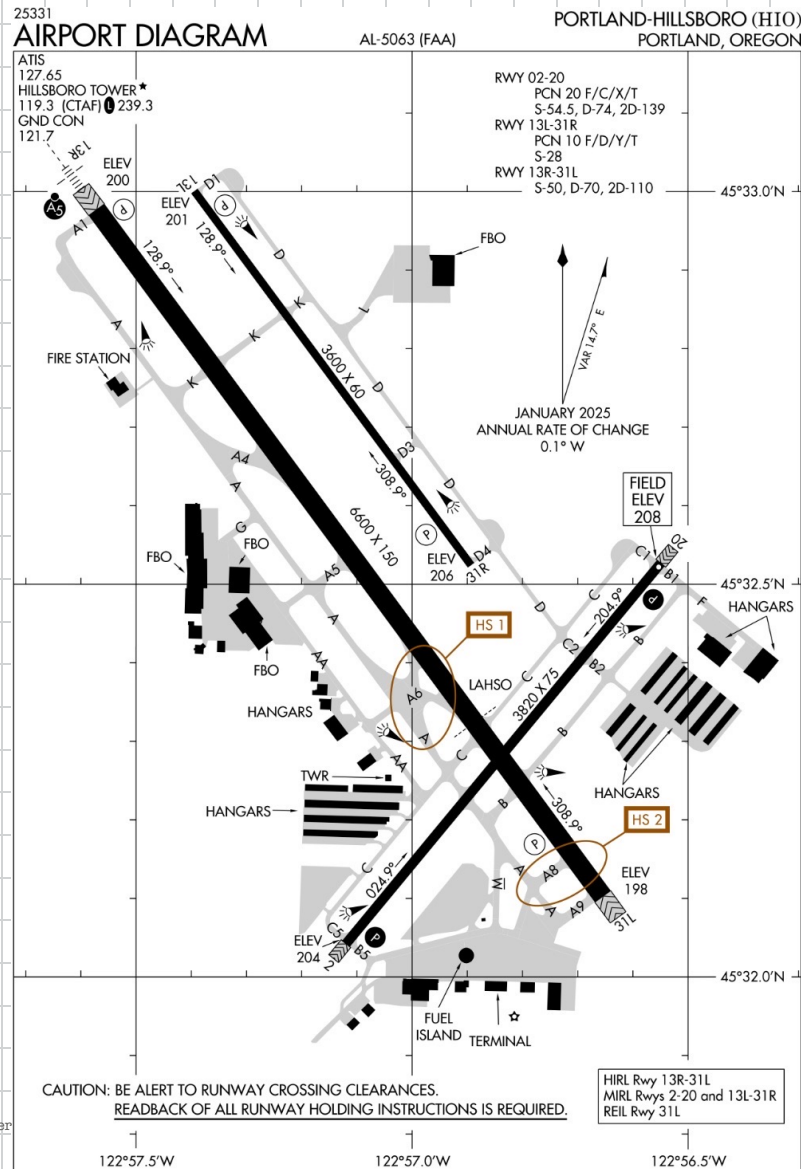 25331
AIRPORT DIAGRAM
AL-5063 (FAA)
PORTLAND-HILLSBORO (HIO)
PORTLAND, OREGON
ATIS
127.65
HILLSBORO TOWER★
119.3 (CTAF) L 239.3
GND CON
121.7
RWY 02-20
PCN 20 F/C/X/T
S-54.5, D-74, 2D-139
RWY 13L-31R
PCN 10 F/D/Y/T
S-28
RWY 13R-31L
S-50, D-70, 2D-110
13R
ELEV
200
A5
P
A1
13L
D1
ELEV
201
P
45°33.0'N
128.9°
128.9°
D
FBO
A
K
K
K
L
FIRE STATION
3600 X 60
D
VAR 14.7° E
JANUARY 2025
ANNUAL RATE OF CHANGE
0.1° W
A4
A
D3
308.9°
D
FIELD
ELEV
208
G
6600 X 150
P
ELEV
206
D4
31R
20
C1
B1
FBO
FBO
A5
45°32.5'N
F
HANGARS
A
C
204.9°
P
D
HS 1
FBO
AA
C2
B
B2
C
HANGARS
A6
LAHSO
3820 X 75
A
C
B
AA
TWR
HANGARS
HANGARS
B
308.9°
HS 2
P
C
024.9°
A
A8
ELEV
198
W
A
A9
31L
C5
ELEV
204
B5
P
2
45°32.0'N
FUEL
ISLAND
TERMINAL
CAUTION: BE ALERT TO RUNWAY CROSSING CLEARANCES.
READBACK OF ALL RUNWAY HOLDING INSTRUCTIONS IS REQUIRED.
HIRL Rwy 13R-31L
MIRL Rwys 2-20 and 13L-31R
REIL Rwy 31L
er
122°57.5'W
122°57.0'W
122°56.5'W